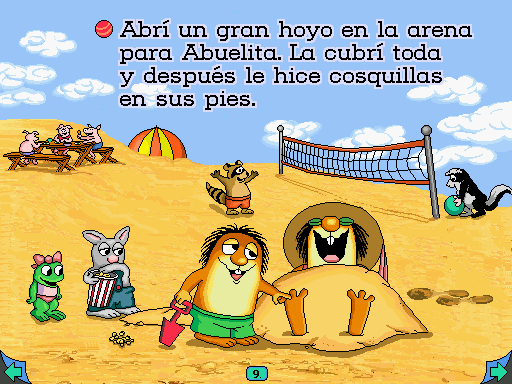 Abrí un gran hoyo en la arena
para Abuelita. La cubrí toda
y después le hice cosquillas
en sus pies.
9